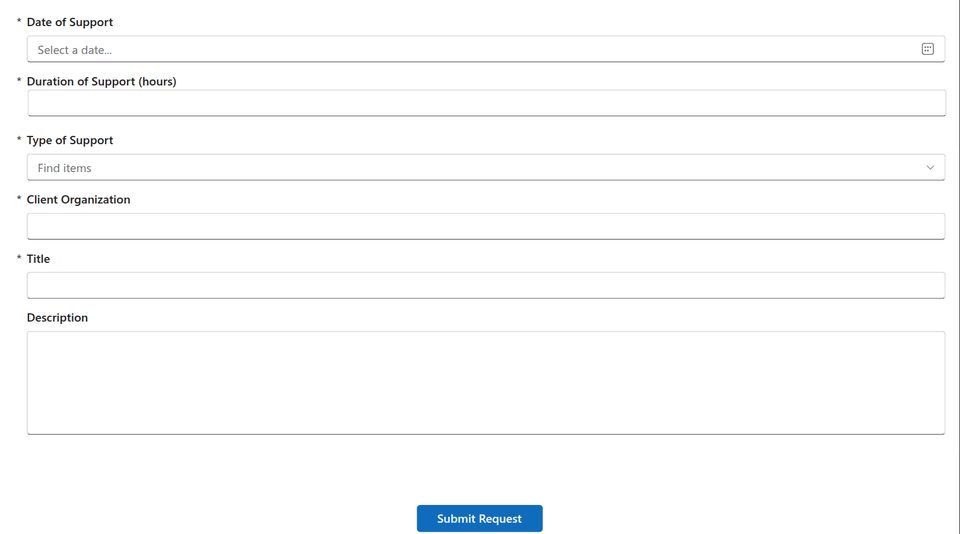 * Date of Support
Select a date...
* Duration of Support (hours)
* Type of Support
Find items
* Client Organization
* Title
Description
Submit Request